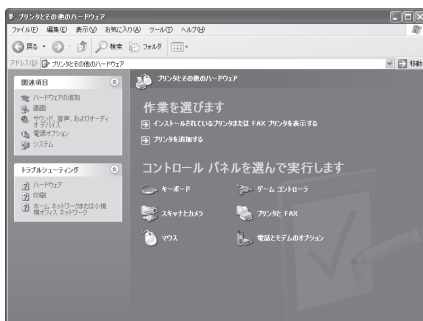 プリンタとその他のハードウェア
ファイル(F) 編集(E) 表示(V) お気に入り(A) ツール(T) ヘルプ(H)
戻る 検索 フォルダ
アドレス(D) プリンタとその他のハードウェア 移動
関連項目
ハードウェアの追加
画面
サウンド、音声、およびオーディオ デバイス
電源オプション
システム
トラブルシューティング
ハードウェア
印刷
ホーム ネットワークまたは小規模オフィス ネットワーク
プリンタとその他のハードウェア
作業を選びます
インストールされているプリンタまたは FAX プリンタを表示する
プリンタを追加する
コントロール パネルを選んで実行します
キーボード ゲーム コントローラ
スキャナとカメラ プリンタと FAX
マウス 電話とモデムのオプション